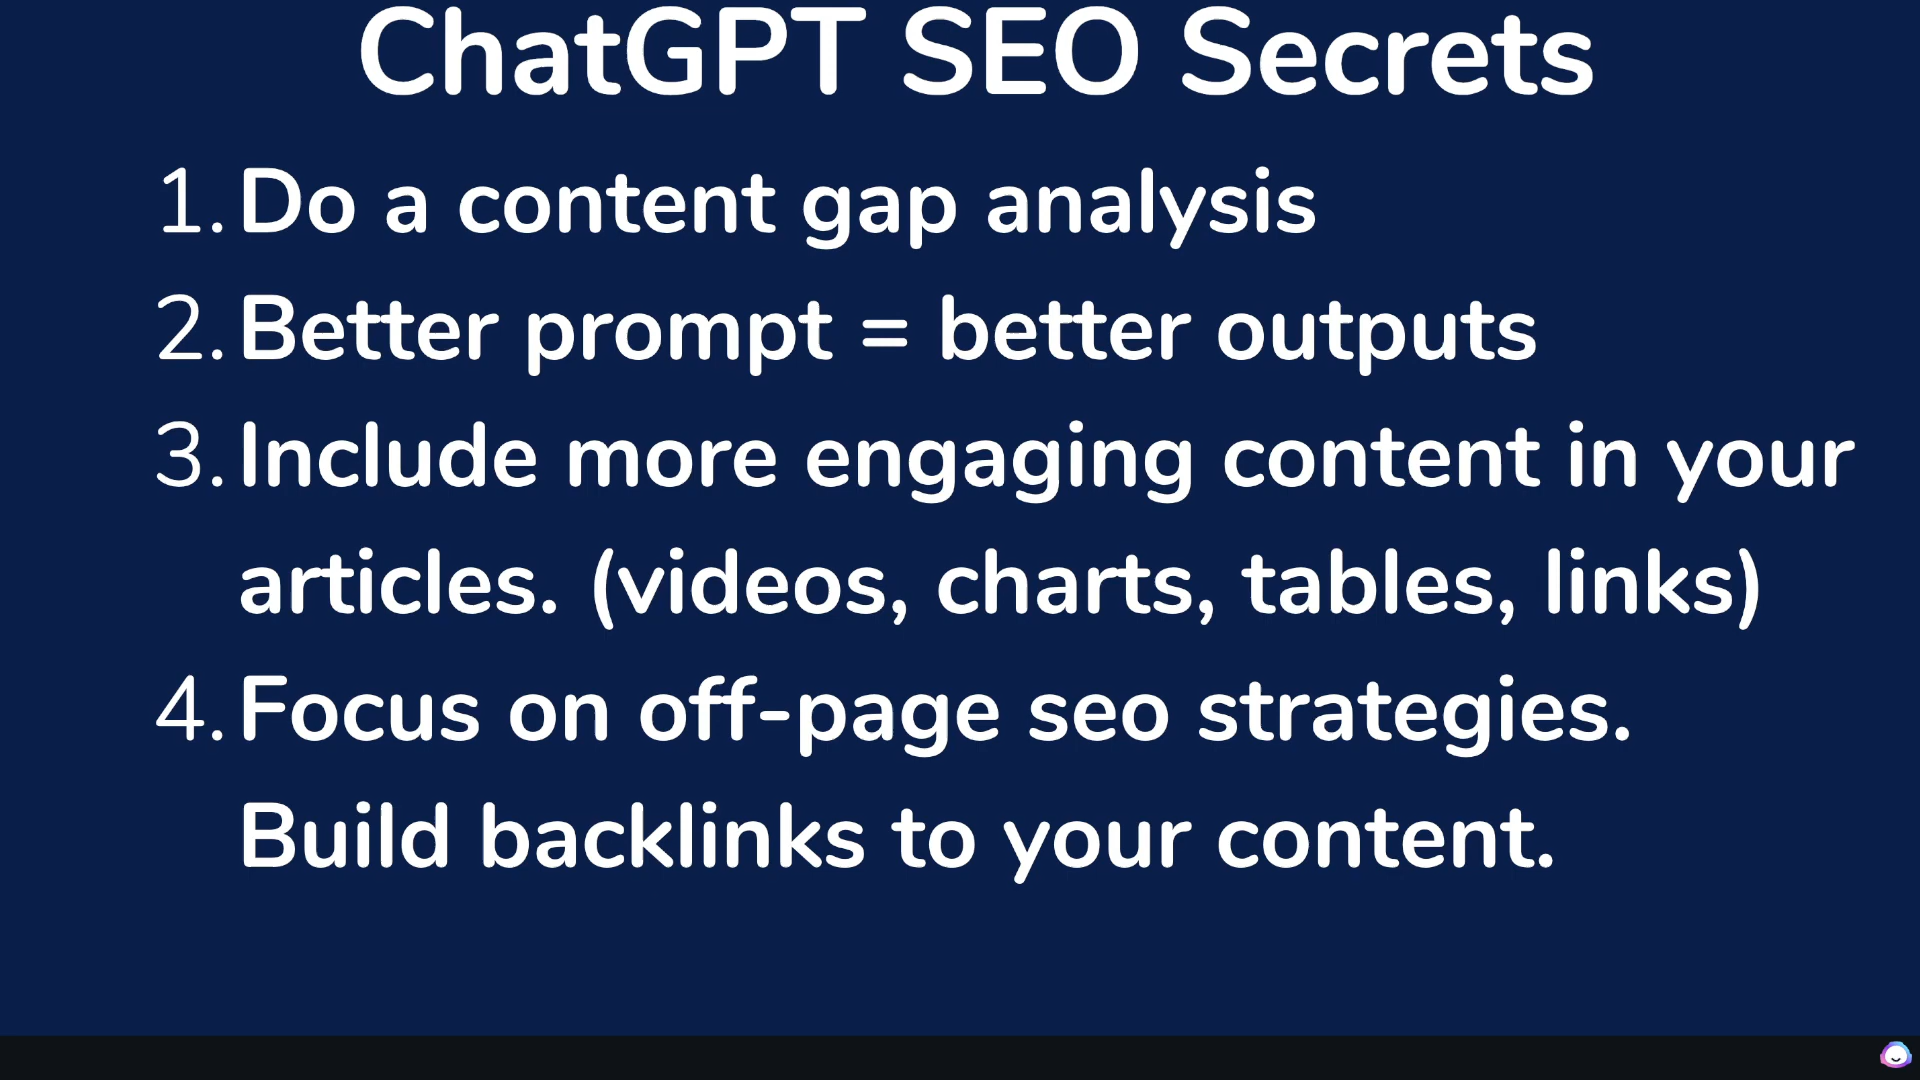 ChatGPT SEO Secrets
1. Do a content gap analysis
2. Better prompt = better outputs
3. Include more engaging content in your
articles. (videos, charts, tables, links)
4. Focus on off-page seo strategies.
Build backlinks to your content.